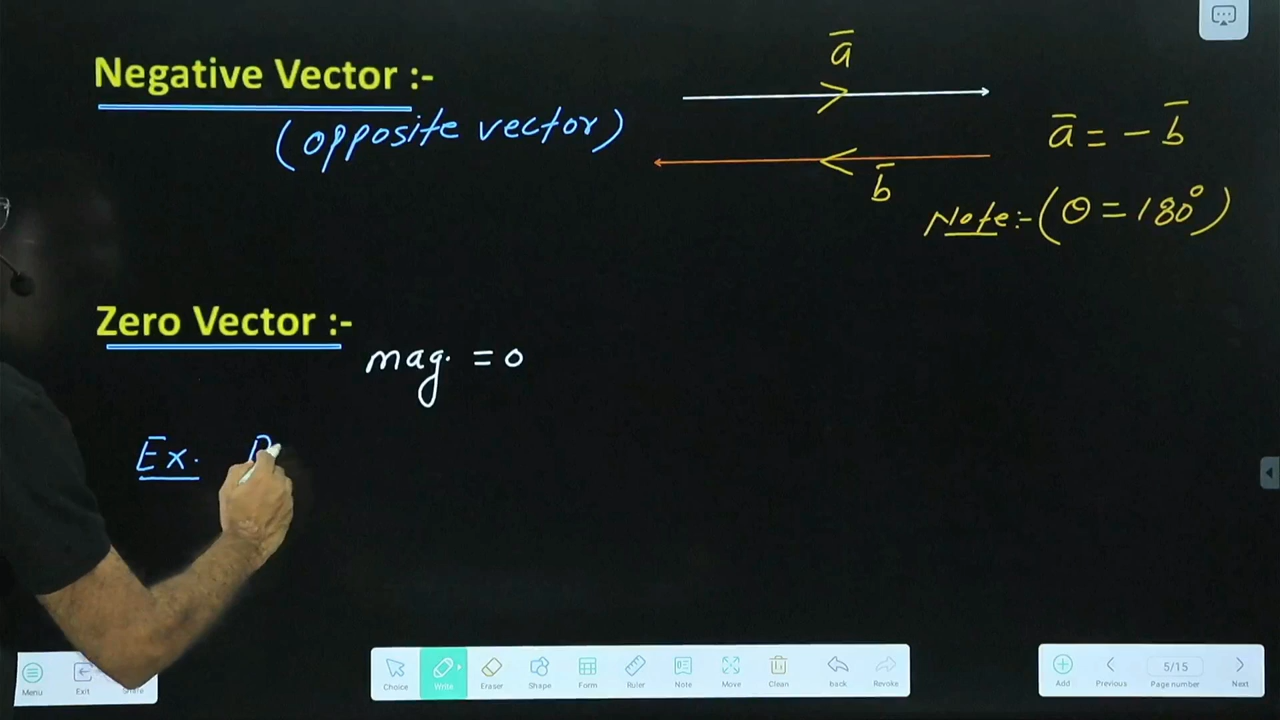 Negative Vector :-
(opposite vector)
a̅
b̅
a̅ = - b̅
Note:- (θ = 180°)
Zero Vector :-
mag. = 0
Ex.
Menu Exit Share
Choice Write Eraser Shape Form Ruler Note Move Clean back Revoke
Add Previous 5/15 Page number Next